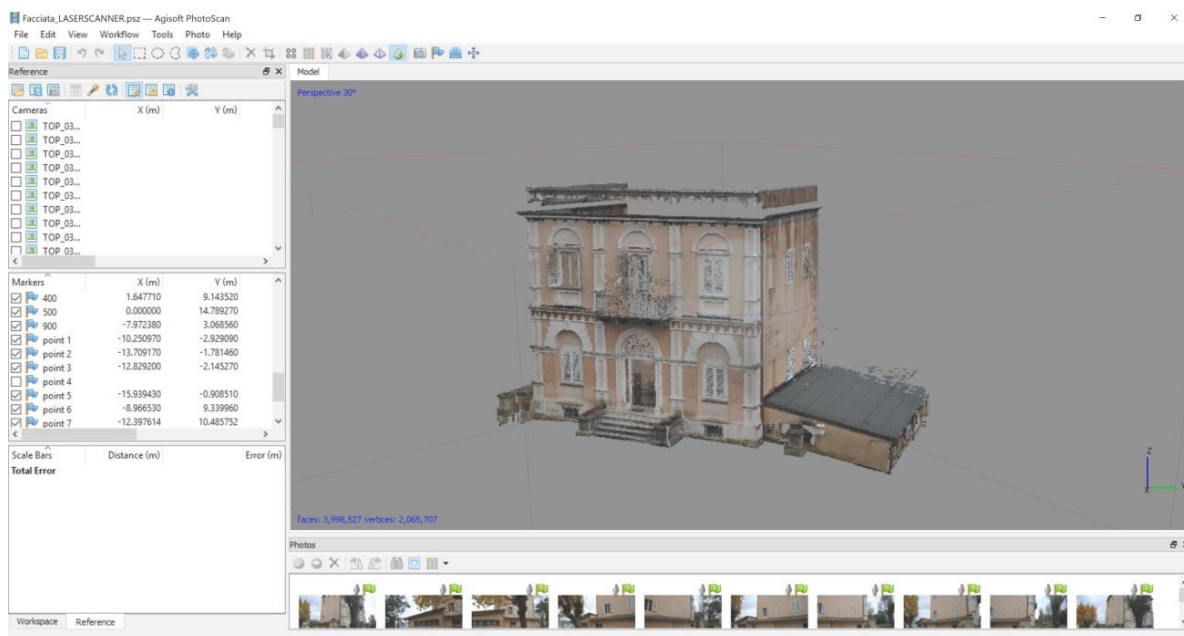 Facciata_LASERSCANNER.psz — Agisoft PhotoScan
File Edit View Workflow Tools Photo Help
Reference
Model
Perspective 30°
Cameras X (m) Y (m)
TOP_03...
TOP_03...
TOP_03...
TOP_03...
TOP_03...
TOP_03...
TOP_03...
TOP_03...
TOP_03...
TOP_03...
Markers X (m) Y (m)
400 1.647710 9.143520
500 0.000000 14.789270
900 -7.972380 3.068560
point 1 -10.250970 -2.929090
point 2 -13.709170 -1.781460
point 3 -12.829200 -2.145270
point 4
point 5 -15.939430 -0.908510
point 6 -8.966530 9.339960
point 7 -12.397614 10.485752
Scale Bars Distance (m) Error (m)
Total Error
Z
X
Y
faces: 3,998,527 vertices: 2,065,707
Photos
Workspace Reference